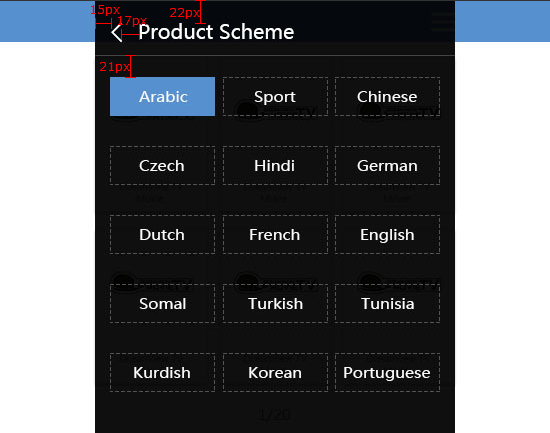 15px
22px
17px
Product Scheme
21px
Arabic Sport Chinese
Czech Hindi German
Dutch French English
Somal Turkish Tunisia
Kurdish Korean Portuguese
1/20